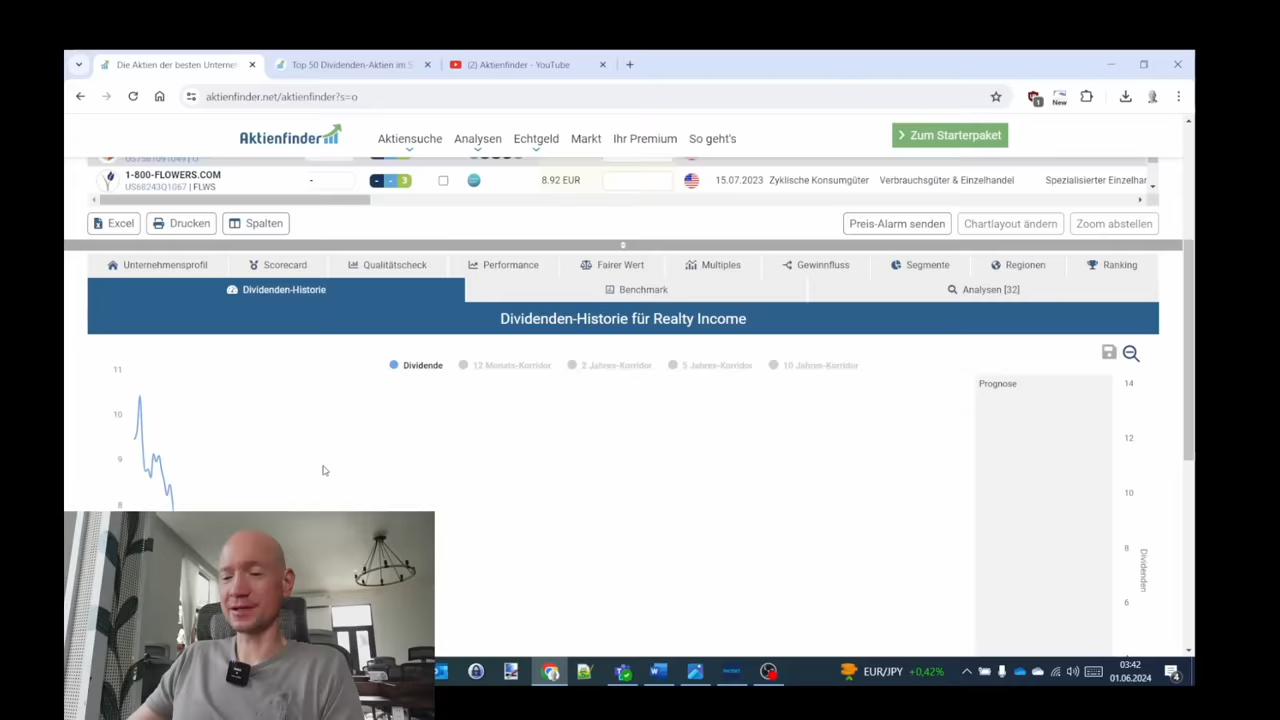 Die Aktien der besten Unterne
Top 50 Dividenden-Aktien im S
(2) Aktienfinder - YouTube
aktienfinder.net/aktienfinder?s=o
New
1
Aktienfinder
Aktiensuche
Analysen
Echtgeld
Markt
Ihr Premium
So geht's
Zum Starterpaket
US7561091049 | O
1-800-FLOWERS.COM
US68243Q1067 | FLWS
-
- - 3
8.92 EUR
15.07.2023
Zyklische Konsumgüter
Verbrauchsgüter & Einzelhandel
Spezialisierter Einzelhar
Excel
Drucken
Spalten
Preis-Alarm senden
Chartlayout ändern
Zoom abstellen
Unternehmensprofil
Scorecard
Qualitätscheck
Performance
Fairer Wert
Multiples
Gewinnfluss
Segmente
Regionen
Ranking
Dividenden-Historie
Benchmark
Analysen [32]
Dividenden-Historie für Realty Income
Dividende
12 Monats-Korridor
2 Jahres-Korridor
5 Jahres-Korridor
10 Jahres-Korridor
11
10
9
8
Prognose
14
12
10
8
6
Dividenden
EUR/JPY +0,42%
03:42
01.06.2024
4